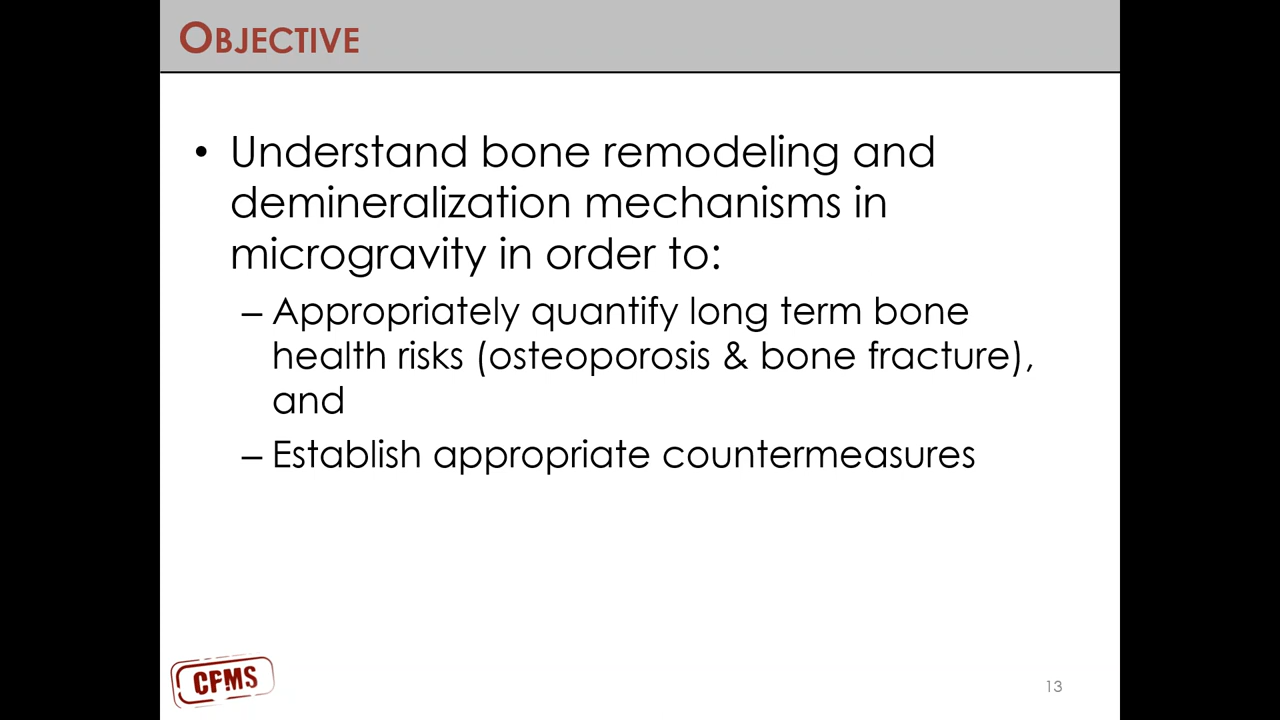 OBJECTIVE
• Understand bone remodeling and
demineralization mechanisms in
microgravity in order to:
– Appropriately quantify long term bone
health risks (osteoporosis & bone fracture),
and
– Establish appropriate countermeasures
CFMS
13